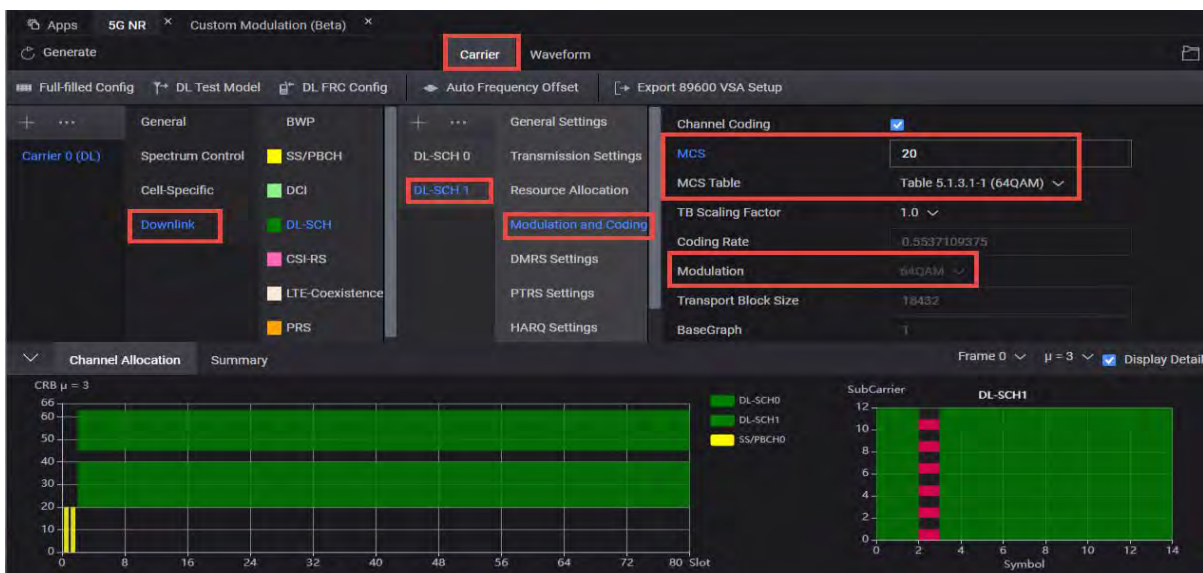 Apps 5G NR × Custom Modulation (Beta) ×
Generate Carrier Waveform
Full-filled Config DL Test Model DL FRC Config Auto Frequency Offset Export 89600 VSA Setup
+ ··· General BWP + ··· General Settings Channel Coding
Carrier 0 (DL) Spectrum Control SS/PBCH DL-SCH 0 Transmission Settings MCS 20
Cell-Specific DCI DL-SCH 1 Resource Allocation MCS Table Table 5.1.3.1-1 (64QAM)
Downlink DL-SCH Modulation and Coding TB Scaling Factor 1.0
CSI-RS DMRS Settings Coding Rate 0.5537109375
LTE-Coexistence PTRS Settings Modulation 64QAM
PRS HARQ Settings Transport Block Size 18432
BaseGraph 1
Channel Allocation Summary Frame 0 μ = 3 Display Detail
CRB μ = 3
66
60
50
40
30
20
10
0
0 8 16 24 32 40 48 56 64 72 80 Slot
DL-SCH0
DL-SCH1
SS/PBCH0
SubCarrier DL-SCH1
12
10
8
6
4
2
0
0 2 4 6 8 10 12 14
Symbol